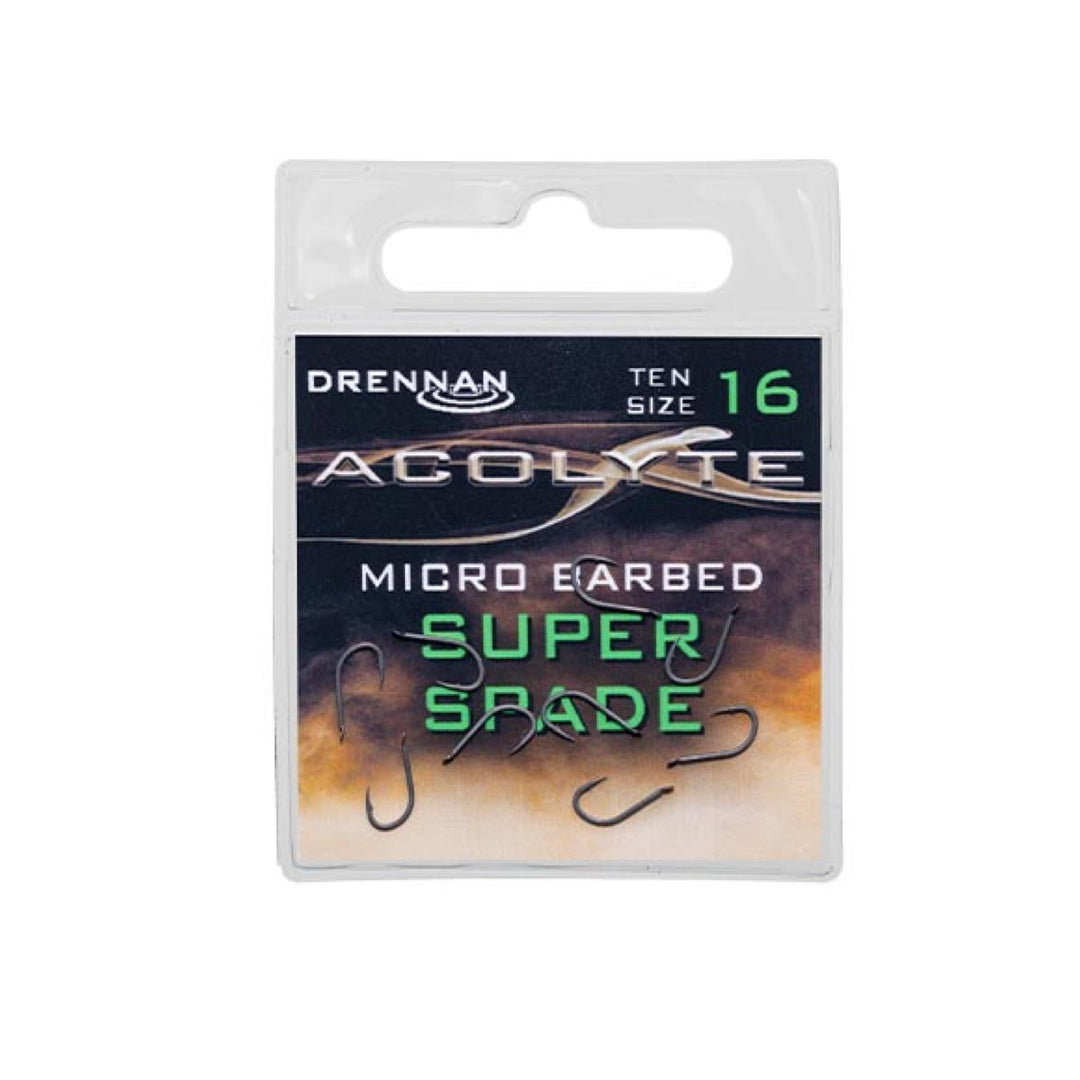 DRENNAN
TEN
SIZE 16
ACOLYTE
MICRO BARBED
SUPER
SPADE